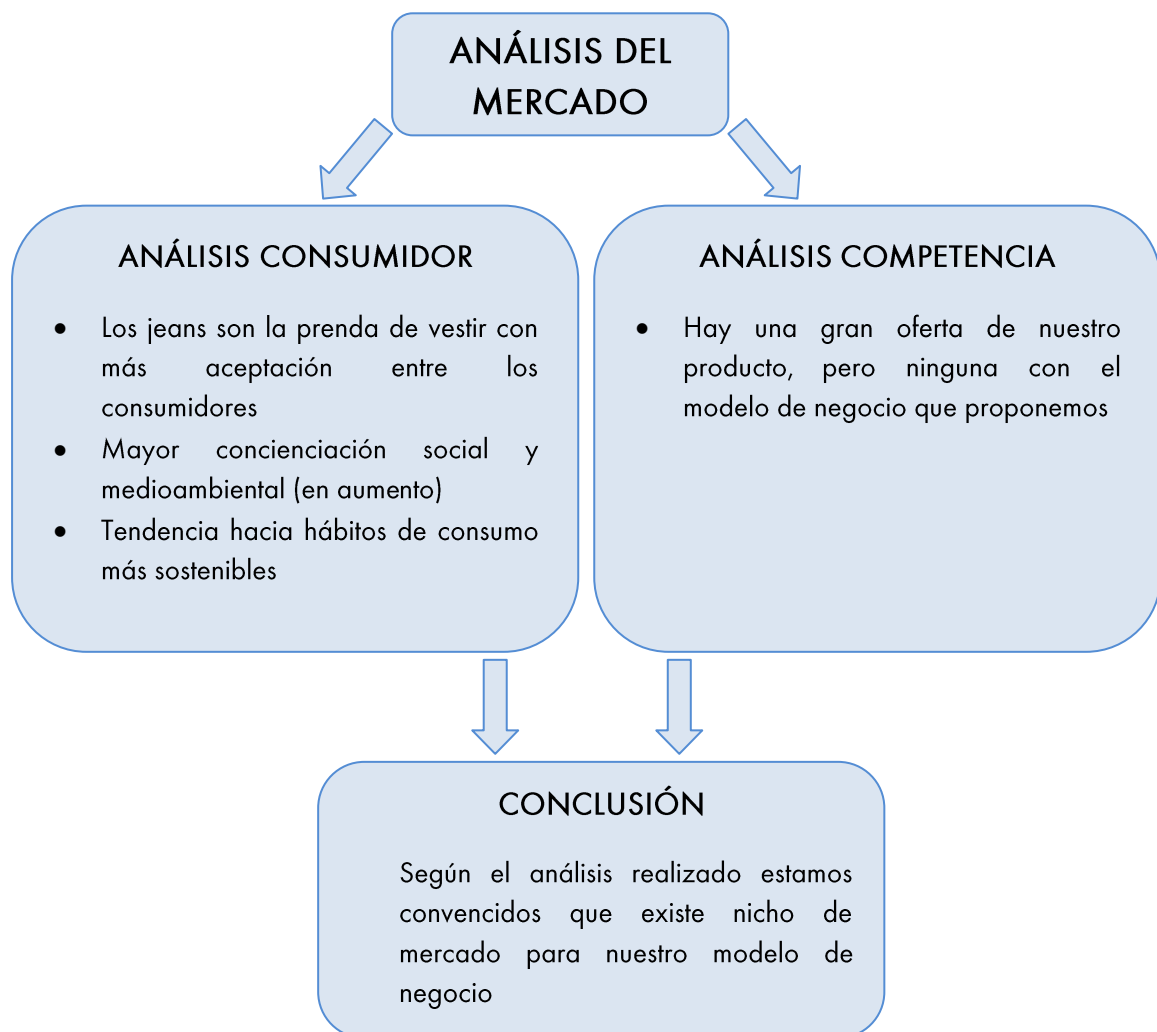 ANÁLISIS DEL
MERCADO
ANÁLISIS CONSUMIDOR
• Los jeans son la prenda de vestir con
más aceptación entre los
consumidores
• Mayor concienciación social y
medioambiental (en aumento)
• Tendencia hacia hábitos de consumo
más sostenibles
ANÁLISIS COMPETENCIA
• Hay una gran oferta de nuestro
producto, pero ninguna con el
modelo de negocio que proponemos
CONCLUSIÓN
Según el análisis realizado estamos
convencidos que existe nicho de
mercado para nuestro modelo de
negocio